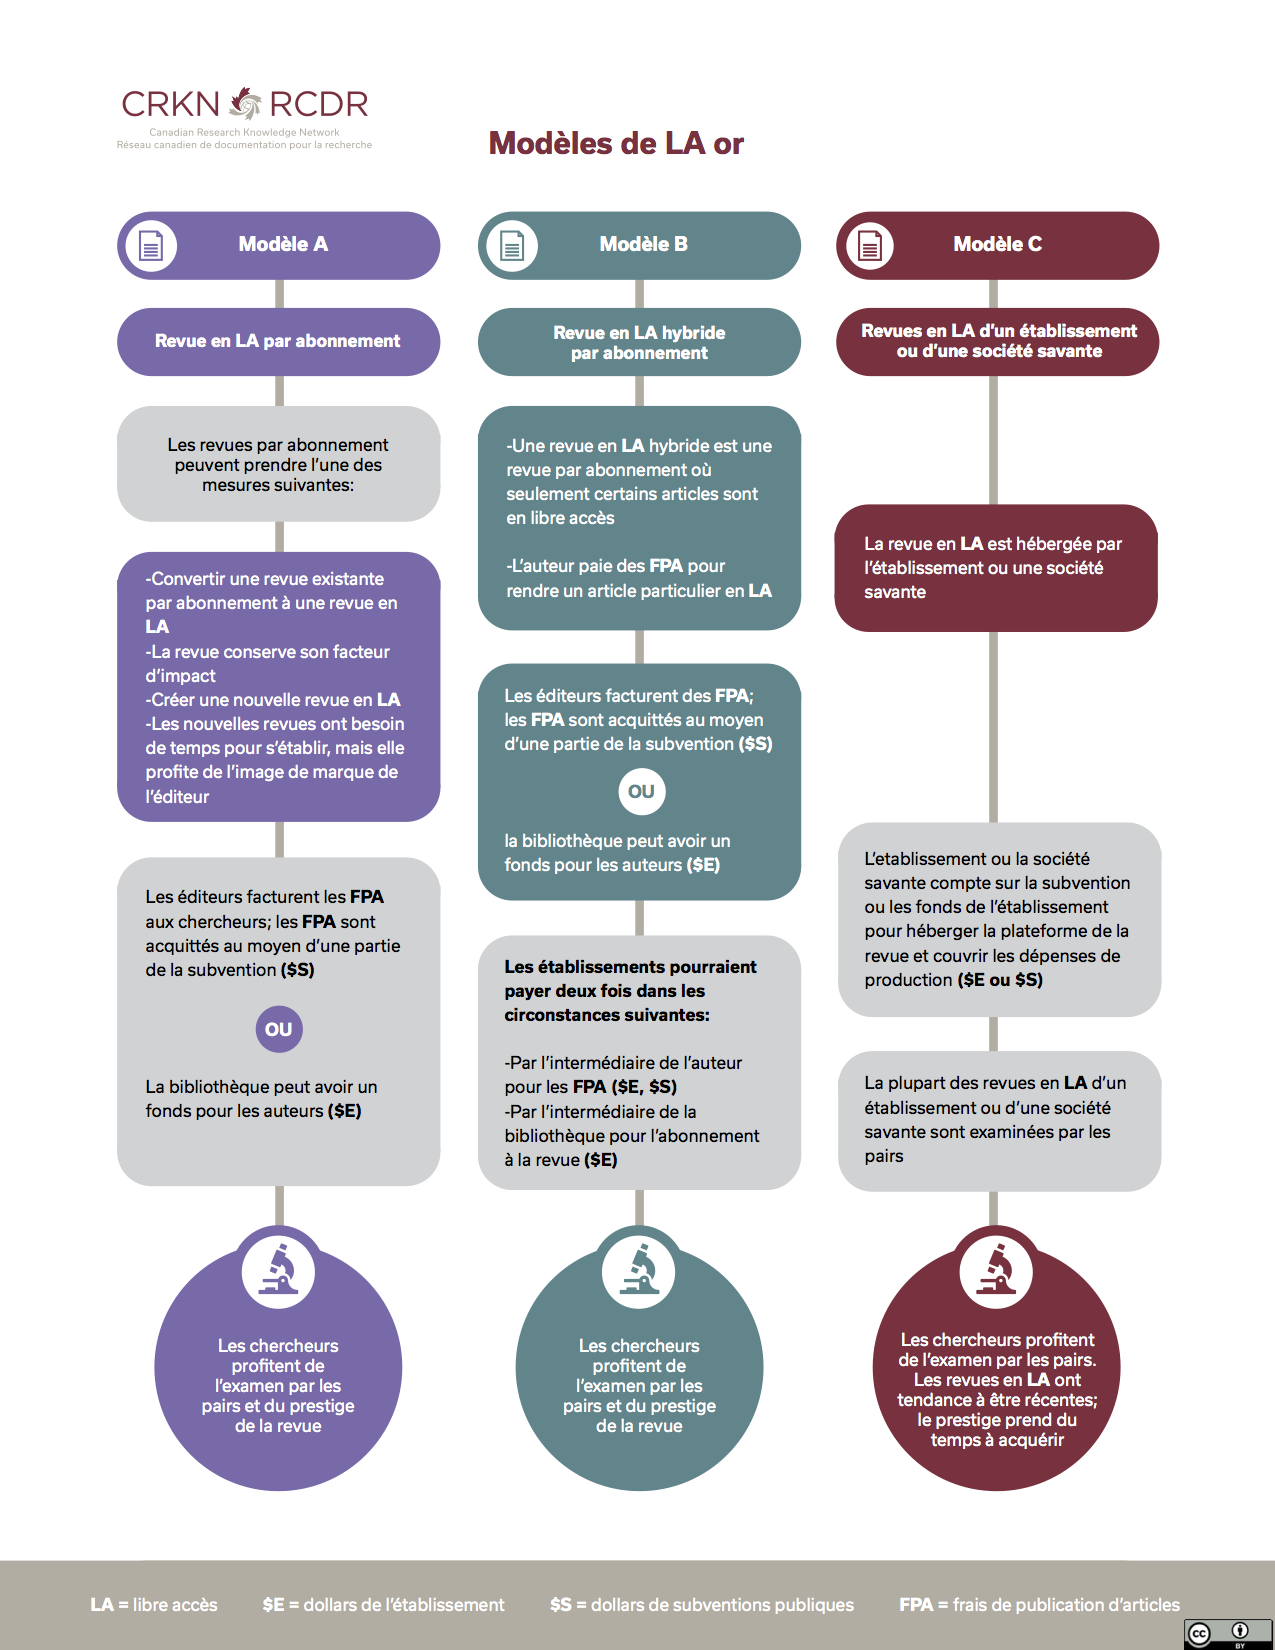 CRKN RCDR
Canadian Research Knowledge Network
Réseau canadien de documentation pour la recherche
Modèles de LA or
Modèle A
Revue en LA par abonnement
Les revues par abonnement
peuvent prendre l'une des
mesures suivantes:
-Convertir une revue existante
par abonnement à une revue en
LA
-La revue conserve son facteur
d'impact
-Créer une nouvelle revue en LA
-Les nouvelles revues ont besoin
de temps pour s'établir, mais elle
profite de l'image de marque de
l'éditeur
Les éditeurs facturent les FPA
aux chercheurs; les FPA sont
acquittés au moyen d'une partie
de la subvention ($S)
OU
La bibliothèque peut avoir un
fonds pour les auteurs ($E)
Les chercheurs
profitent de
l'examen par les
pairs et du prestige
de la revue
Modèle B
Revue en LA hybride
par abonnement
-Une revue en LA hybride est une
revue par abonnement où
seulement certains articles sont
en libre accès
-L'auteur paie des FPA pour
rendre un article particulier en LA
Les éditeurs facturent des FPA;
les FPA sont acquittés au moyen
d'une partie de la subvention ($S)
OU
la bibliothèque peut avoir un
fonds pour les auteurs ($E)
Les établissements pourraient
payer deux fois dans les
circonstances suivantes:
-Par l'intermédiaire de l'auteur
pour les FPA ($E, $S)
-Par l'intermédiaire de la
bibliothèque pour l'abonnement
à la revue ($E)
Les chercheurs
profitent de
l'examen par les
pairs et du prestige
de la revue
Modèle C
Revues en LA d'un établissement
ou d'une société savante
La revue en LA est hébergée par
l'établissement ou une société
savante
L'etablissement ou la société
savante compte sur la subvention
ou les fonds de l'établissement
pour héberger la plateforme de la
revue et couvrir les dépenses de
production ($E ou $S)
La plupart des revues en LA d'un
établissement ou d'une société
savante sont examinées par les
pairs
Les chercheurs profitent
de l'examen par les pairs.
Les revues en LA ont
tendance à être récentes;
le prestige prend du
temps à acquérir
LA = libre accès $E = dollars de l'établissement $S = dollars de subventions publiques FPA = frais de publication d'articles
cc
BY